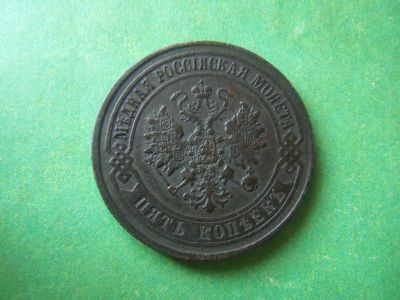 МѢДНАЯ РОССІЙСКАЯ МОНЕТА
ПЯТЬ КОПѢЕКЪ